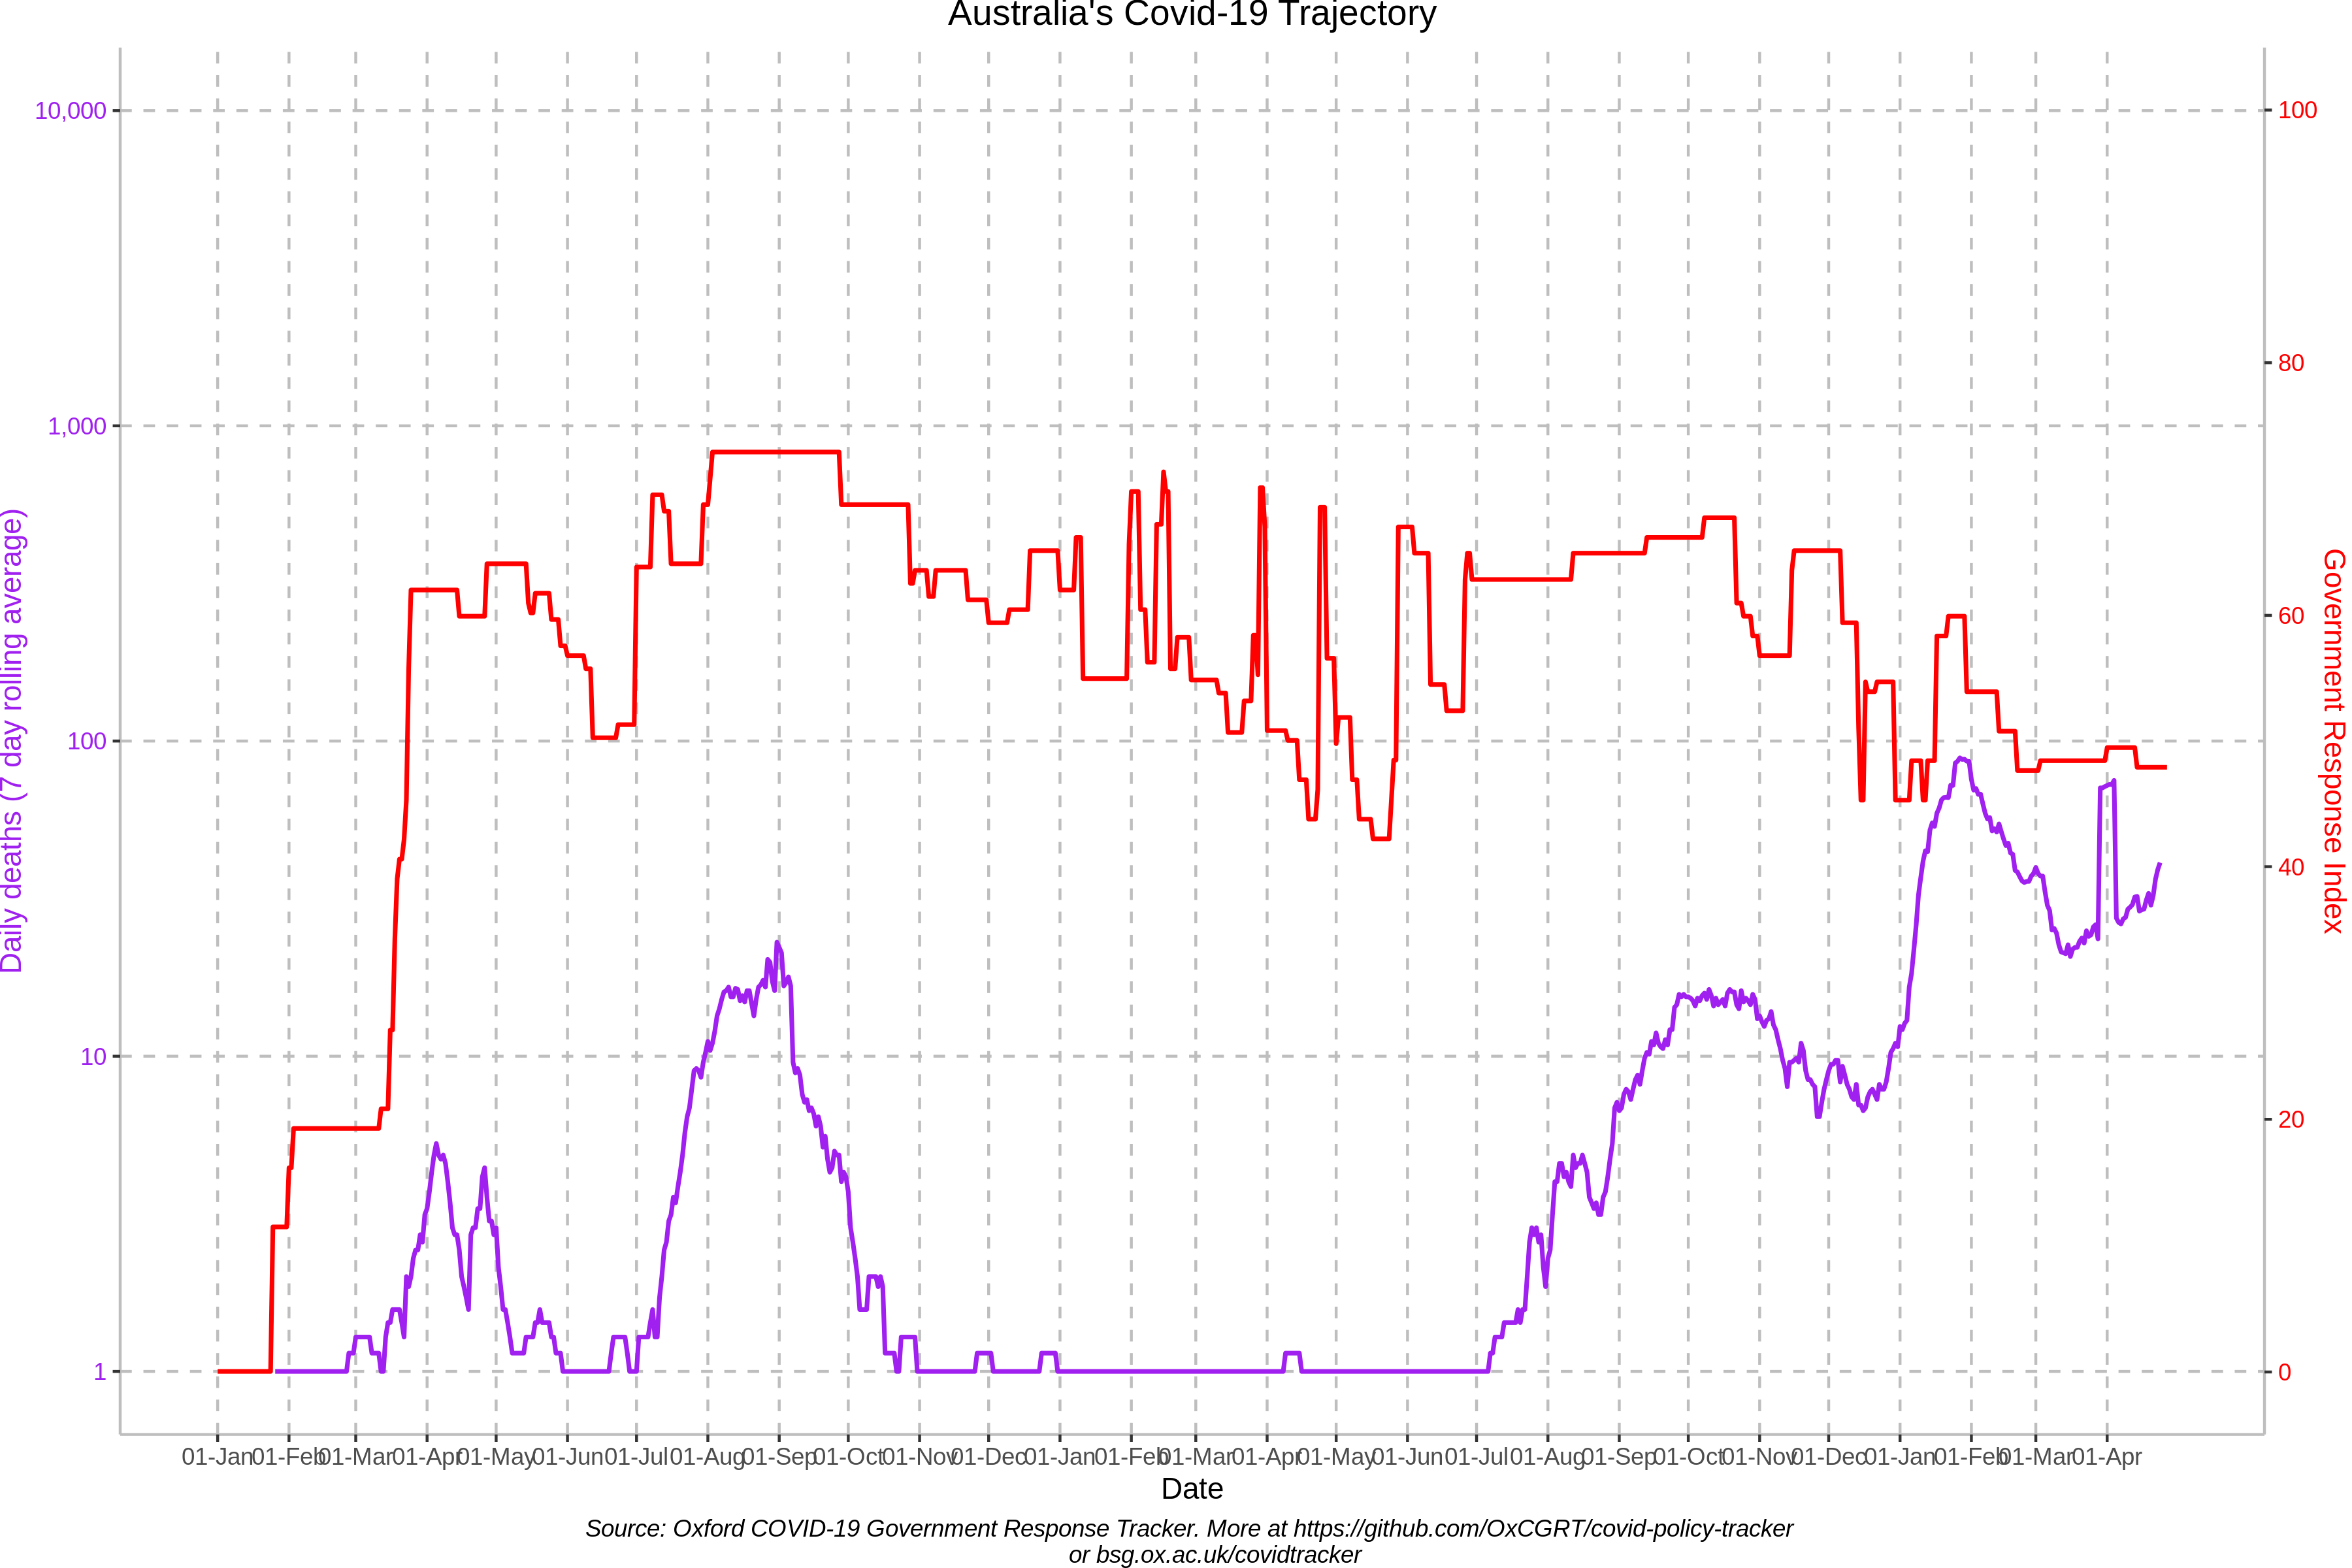 Australia's Covid-19 Trajectory
10,000
1,000
100
10
1
Daily deaths (7 day rolling average)
100
80
60
40
20
0
Government Response Index
01-Jan 01-Feb 01-Mar 01-Apr 01-May 01-Jun 01-Jul 01-Aug 01-Sep 01-Oct 01-Nov 01-Dec 01-Jan 01-Feb 01-Mar 01-Apr 01-May 01-Jun 01-Jul 01-Aug 01-Sep 01-Oct 01-Nov 01-Dec 01-Jan 01-Feb 01-Mar 01-Apr
Date
Source: Oxford COVID-19 Government Response Tracker. More at https://github.com/OxCGRT/covid-policy-tracker
or bsg.ox.ac.uk/covidtracker